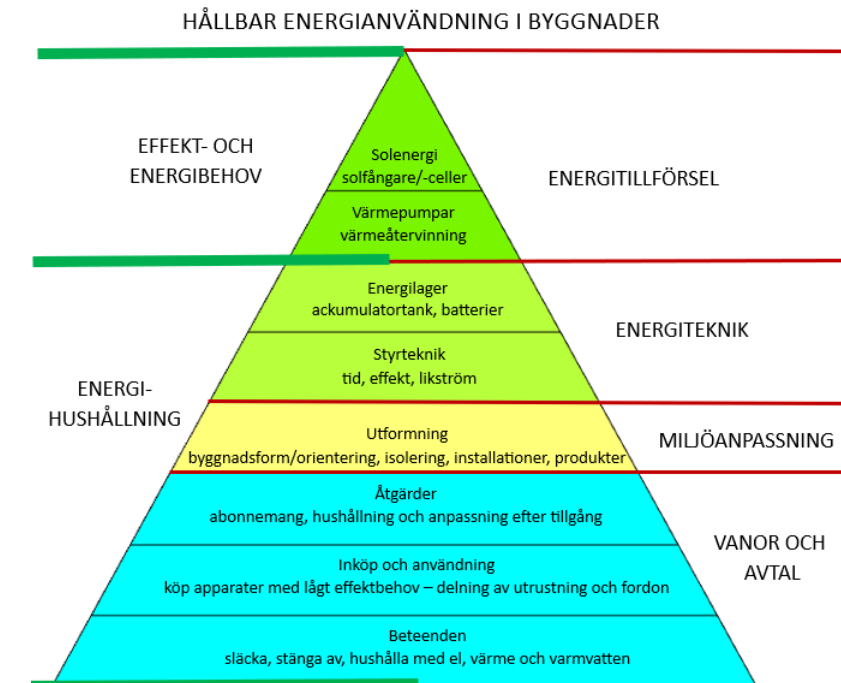 HÅLLBAR ENERGIANVÄNDNING I BYGGNADER
EFFEKT- OCH
ENERGIBEHOV
Solenergi
solfångare/-celler
ENERGITILLFÖRSEL
Värmepumpar
värmeåtervinning
Energilager
ackumulatortank, batterier
ENERGITEKNIK
Styrteknik
tid, effekt, likström
ENERGI-
HUSHÅLLNING
Utformning
byggnadsform/orientering, isolering, installationer, produkter
MILJÖANPASSNING
Åtgärder
abonnemang, hushållning och anpassning efter tillgång
VANOR OCH
AVTAL
Inköp och användning
köp apparater med lågt effektbehov – delning av utrustning och fordon
Beteenden
släcka, stänga av, hushålla med el, värme och varmvatten